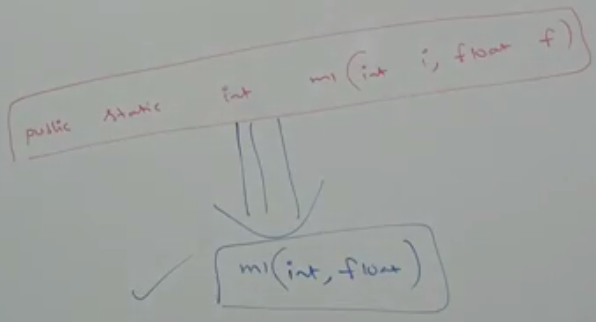 public static int m1(int i, float f)
m1(int, float)